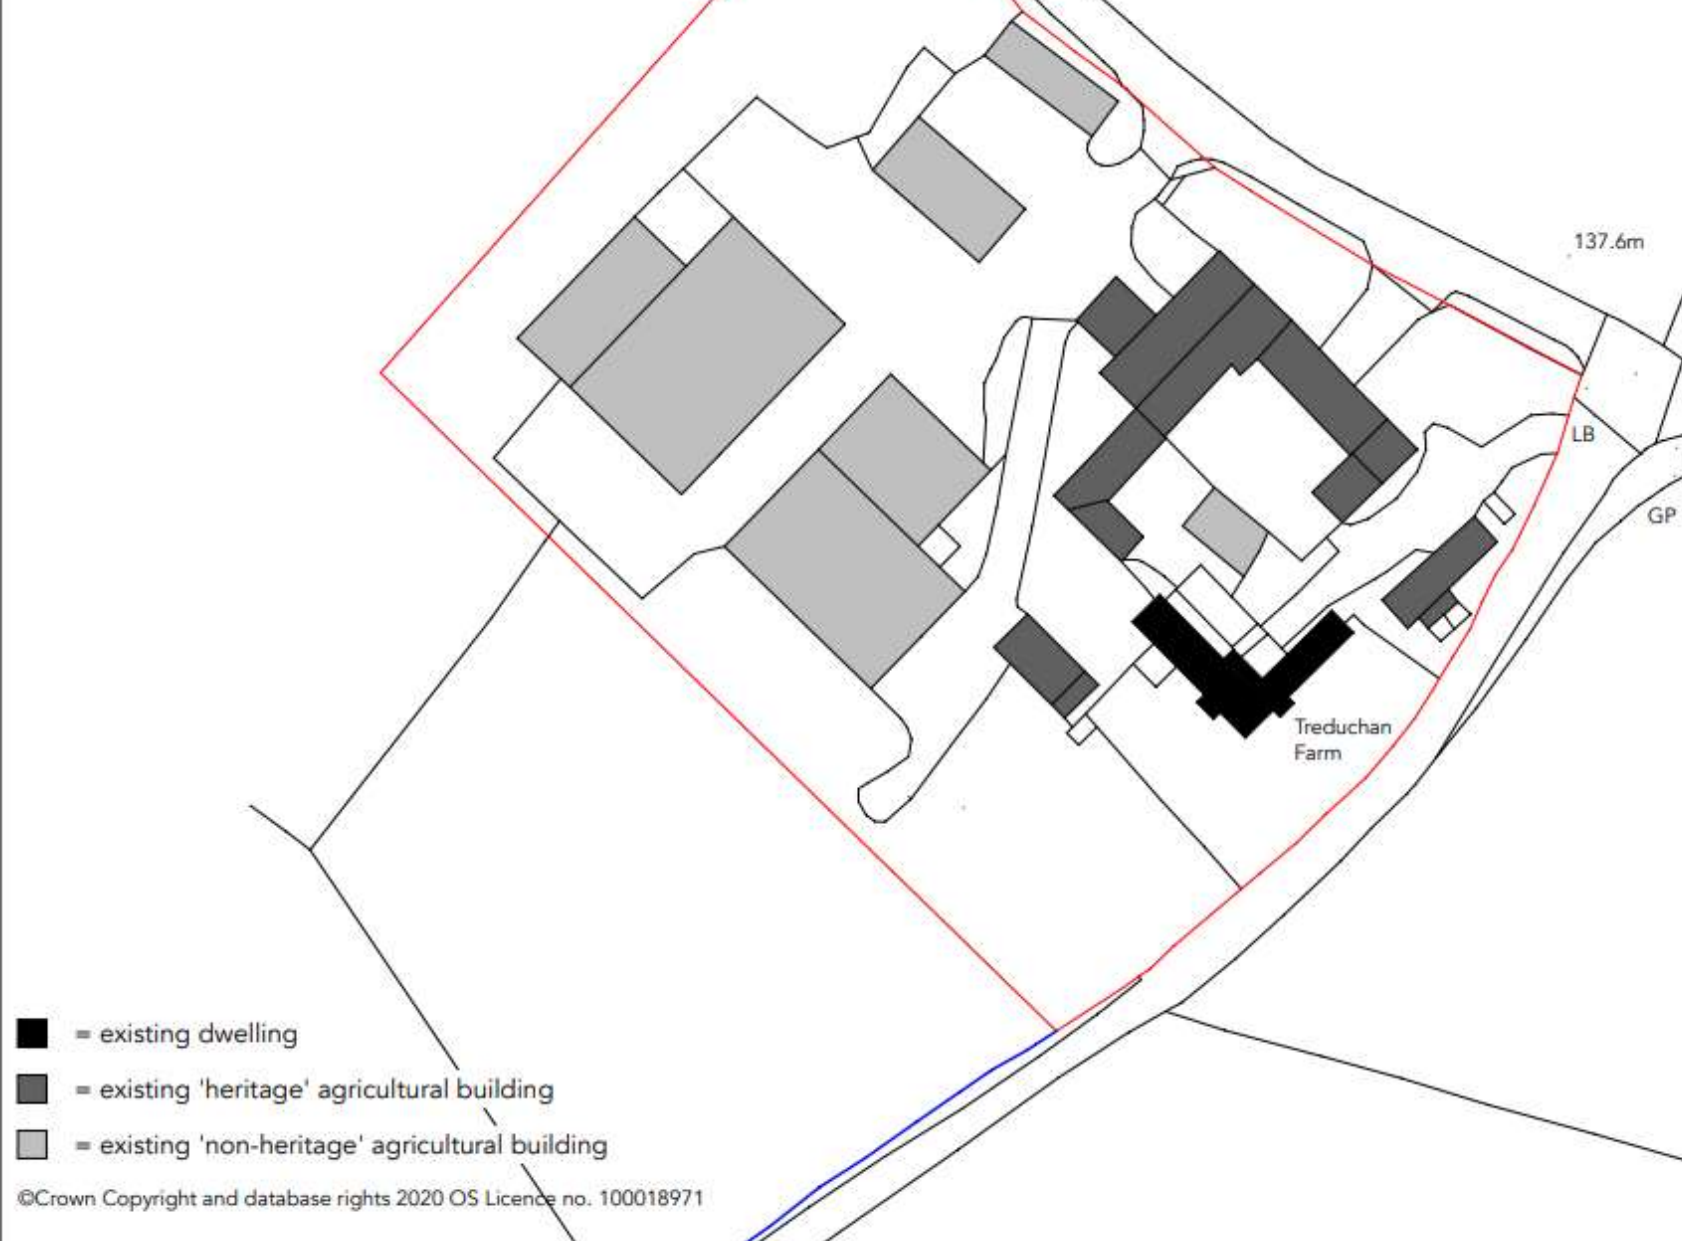 137.6m
LB
GP
Treduchan
Farm
= existing dwelling
= existing 'heritage' agricultural building
= existing 'non-heritage' agricultural building
©Crown Copyright and database rights 2020 OS Licence no. 100018971